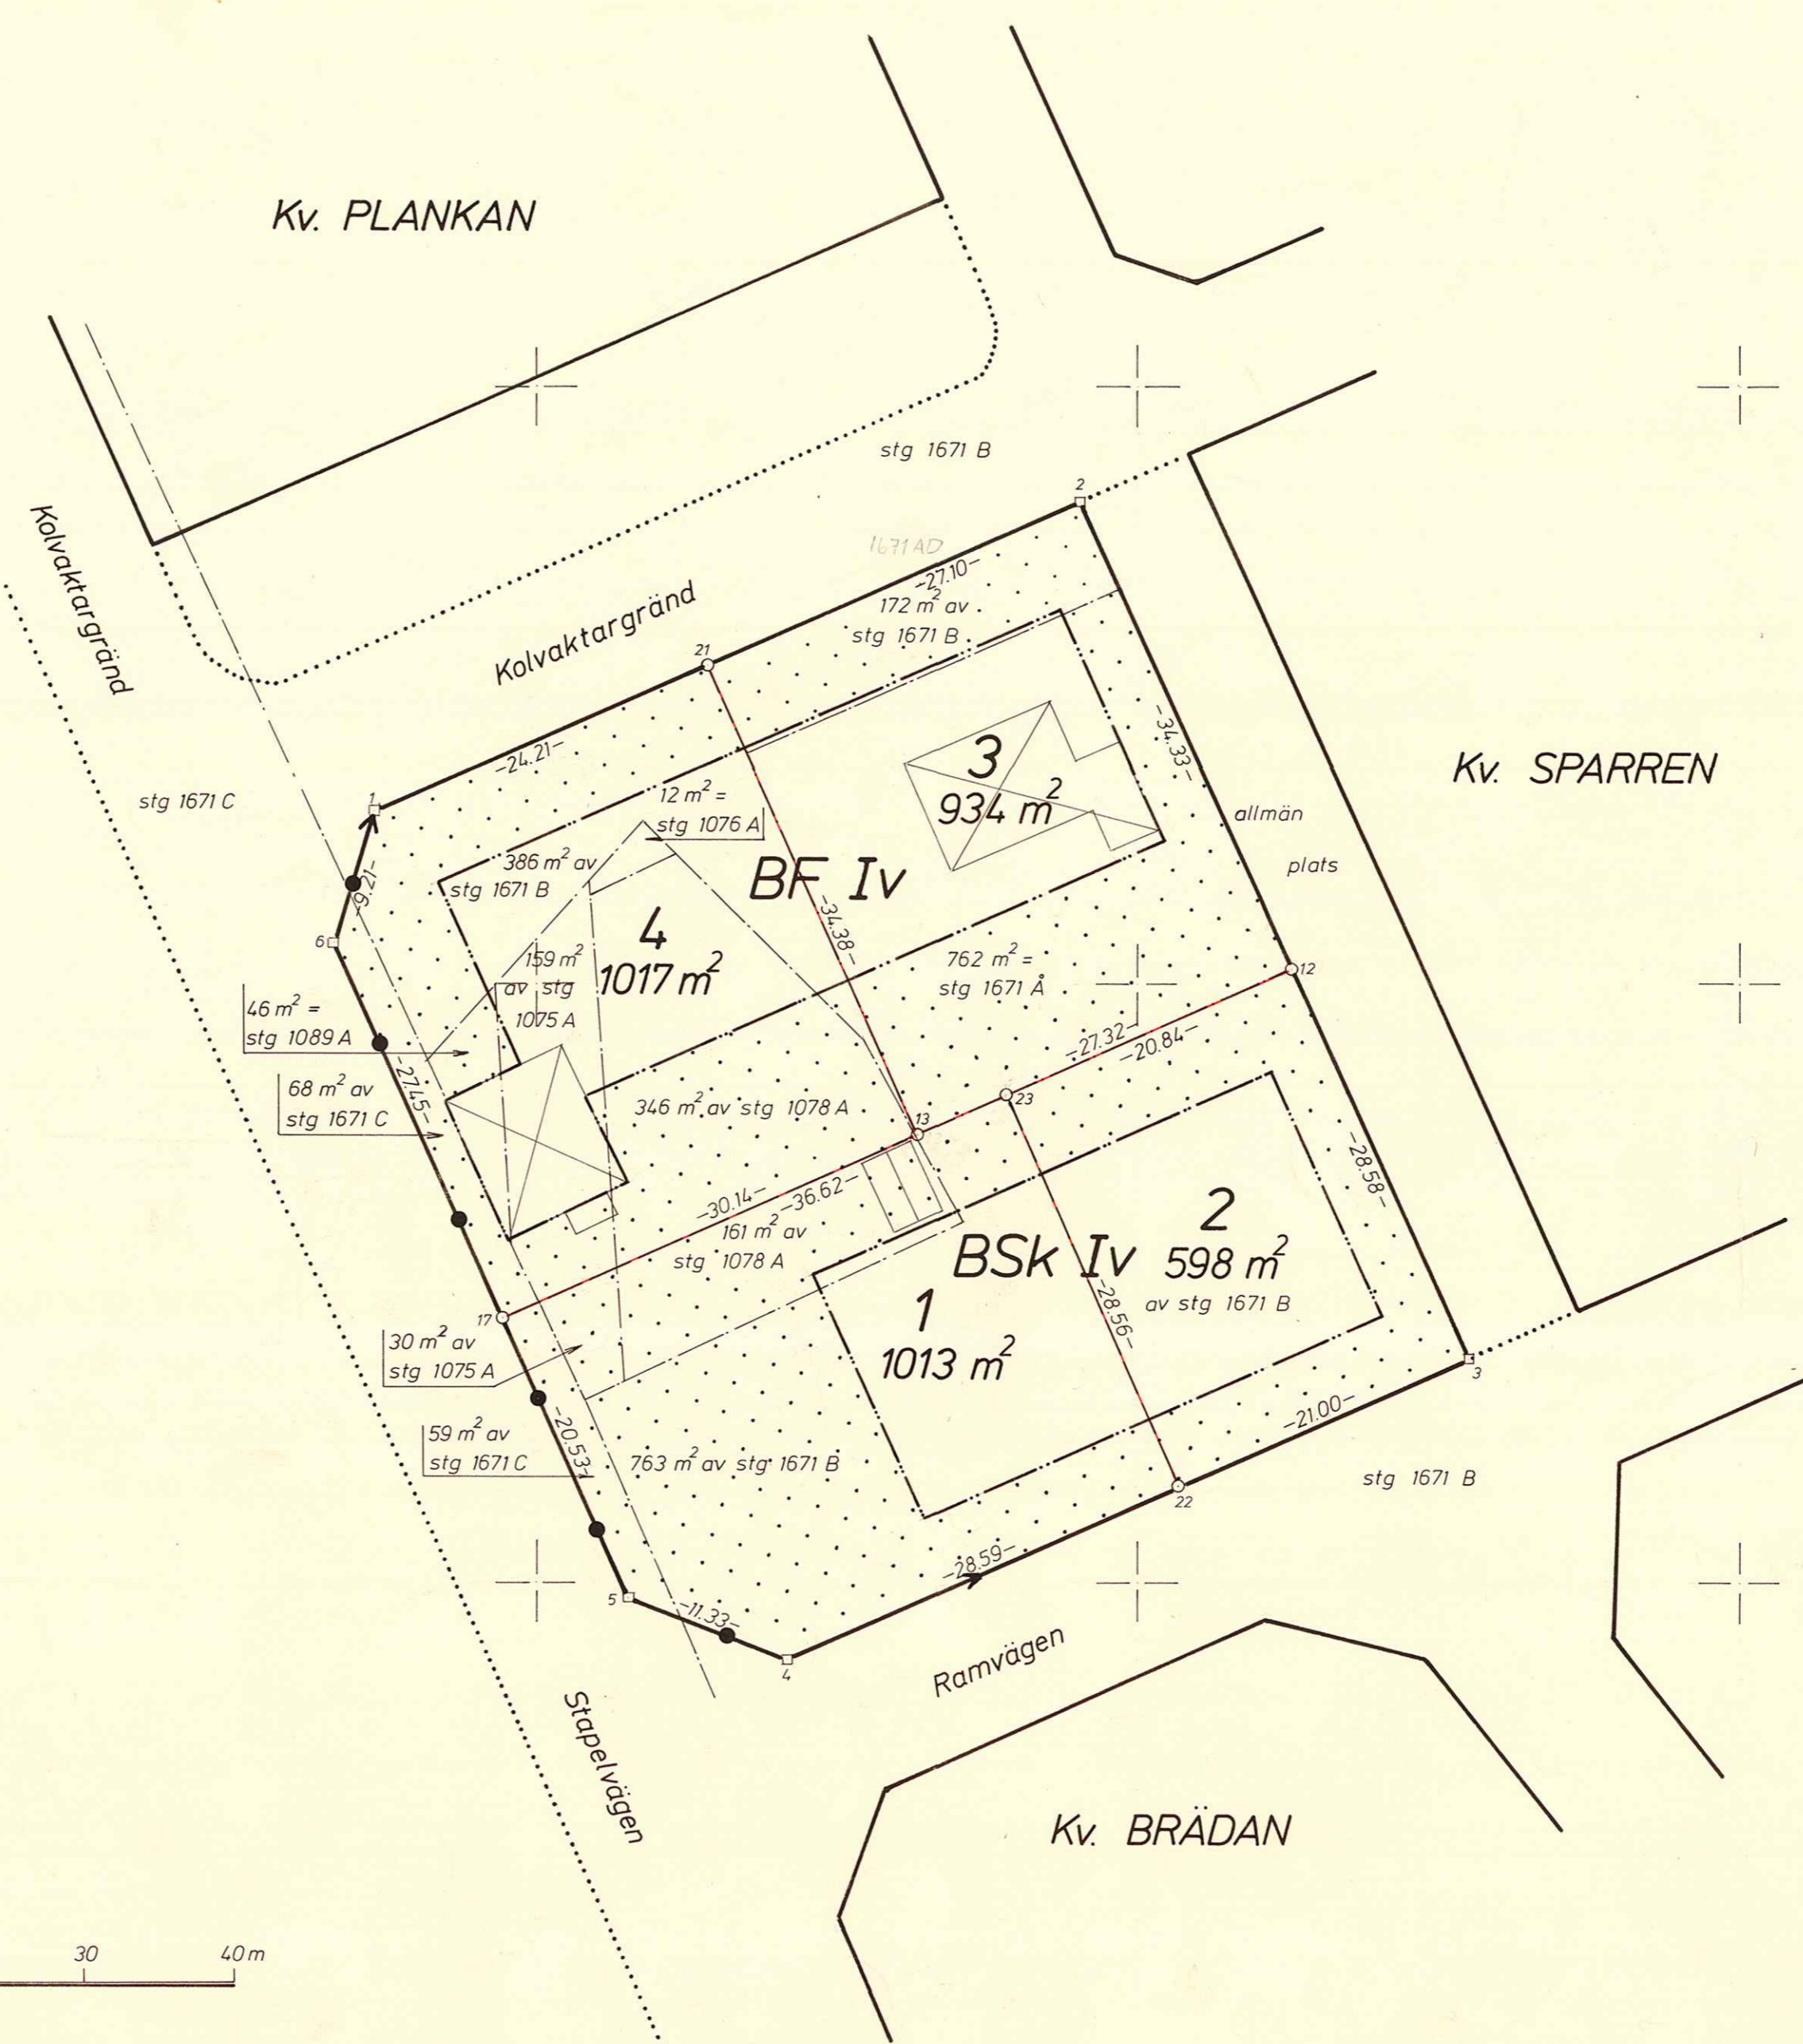 Kv. PLANKAN
stg 1671 B
Kolvaktargränd
2
1671 AD
-27.10-
172 m² av
stg 1671 B
Kolvaktargränd
21
-24.21-
3
934 m²
-34.33-
Kv. SPARREN
stg 1671 C
1
12 m² =
stg 1076 A
allmän
plats
386 m² av
stg 1671 B
BF Iv
-9.21-
6
4
1017 m²
-34.38-
159 m²
av stg
1075 A
762 m² =
stg 1671 Å
12
46 m² =
stg 1089 A
-27.32-
-20.84-
68 m² av
stg 1671 C
-27.45-
346 m² av stg 1078 A
13
23
-28.58-
-30.14-
-36.62-
161 m² av
stg 1078 A
2
BSk Iv
598 m²
av stg 1671 B
17
1
1013 m²
-28.56-
30 m² av
stg 1075 A
3
59 m² av
stg 1671 C
-20.53-
763 m² av stg 1671 B
-21.00-
stg 1671 B
22
-28.59-
5
-11.33-
4
Ramvägen
Stapelvägen
Kv. BRÄDAN
30
40 m